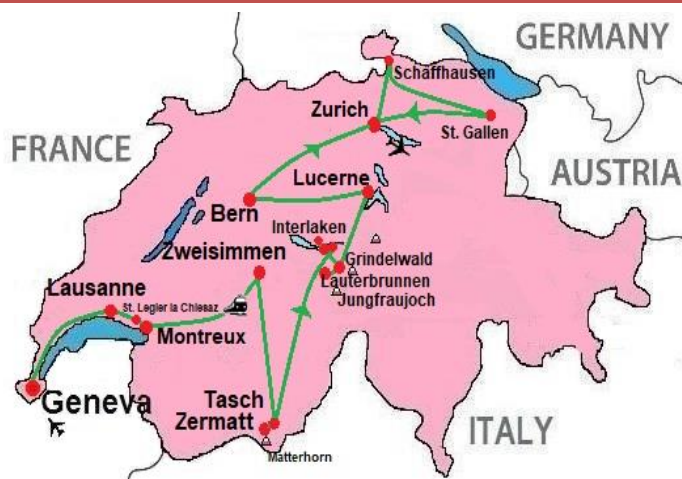 GERMANY
Schaffhausen
Zurich
St. Gallen
FRANCE
AUSTRIA
Lucerne
Bern
Interlaken
Zweisimmen
Grindelwald
Lauterbrunnen
Jungfraujoch
Lausanne
St. Legier la Chiesaz
Montreux
Geneva
Tasch
Zermatt
ITALY
Matterhorn